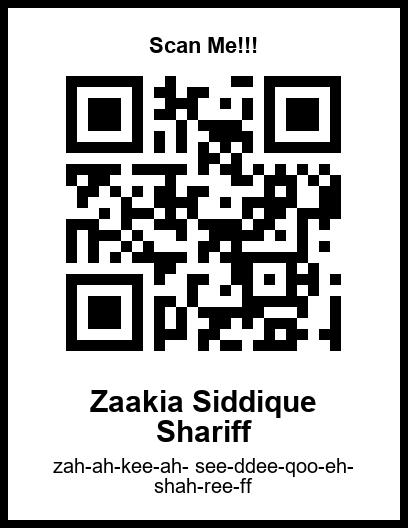 Scan Me!!!
Zaakia Siddique
Shariff
zah-ah-kee-ah- see-ddee-qoo-eh-
shah-ree-ff